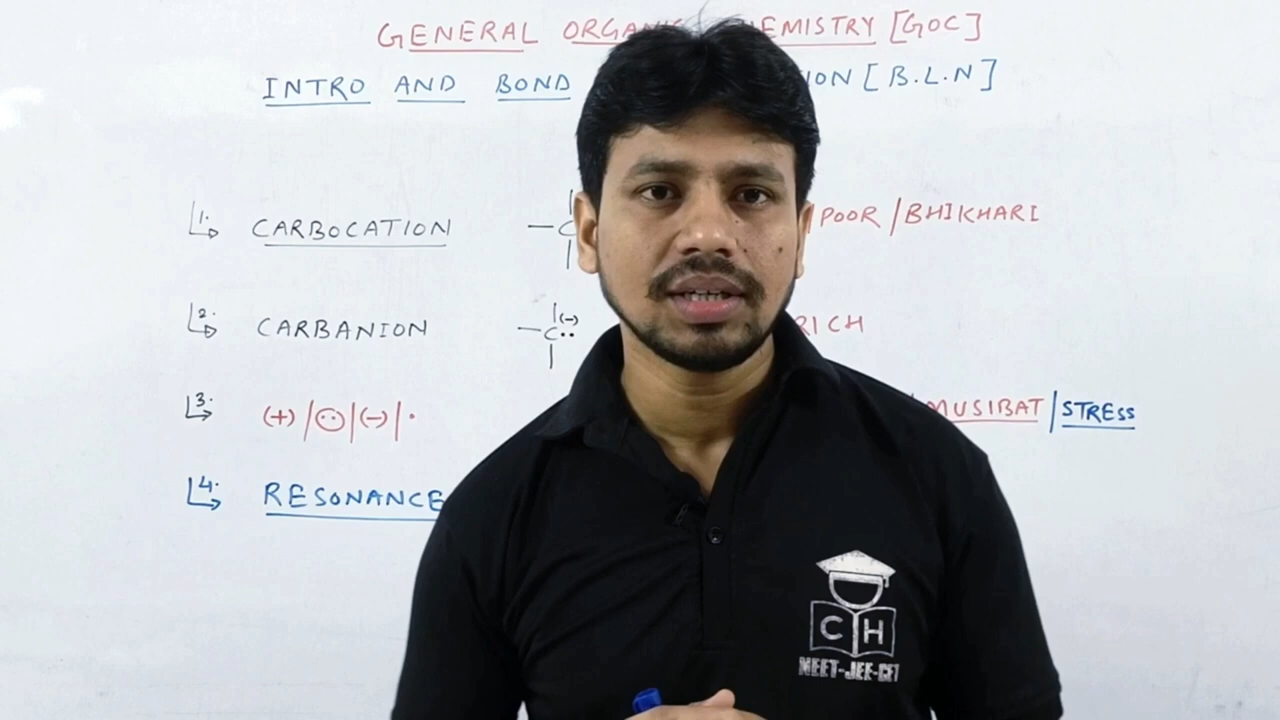 GENERAL ORGAN EMISTRY [GOC]
INTRO AND BOND ION [B.L.N]
1. CARBOCATION —C POOR / BHIKHARI
2. CARBANION —C: (-) RICH
3. (+) | •• | (-) | • MUSIBAT / STRESS
4. RESONANCE
C H
NEET-JEE-CET